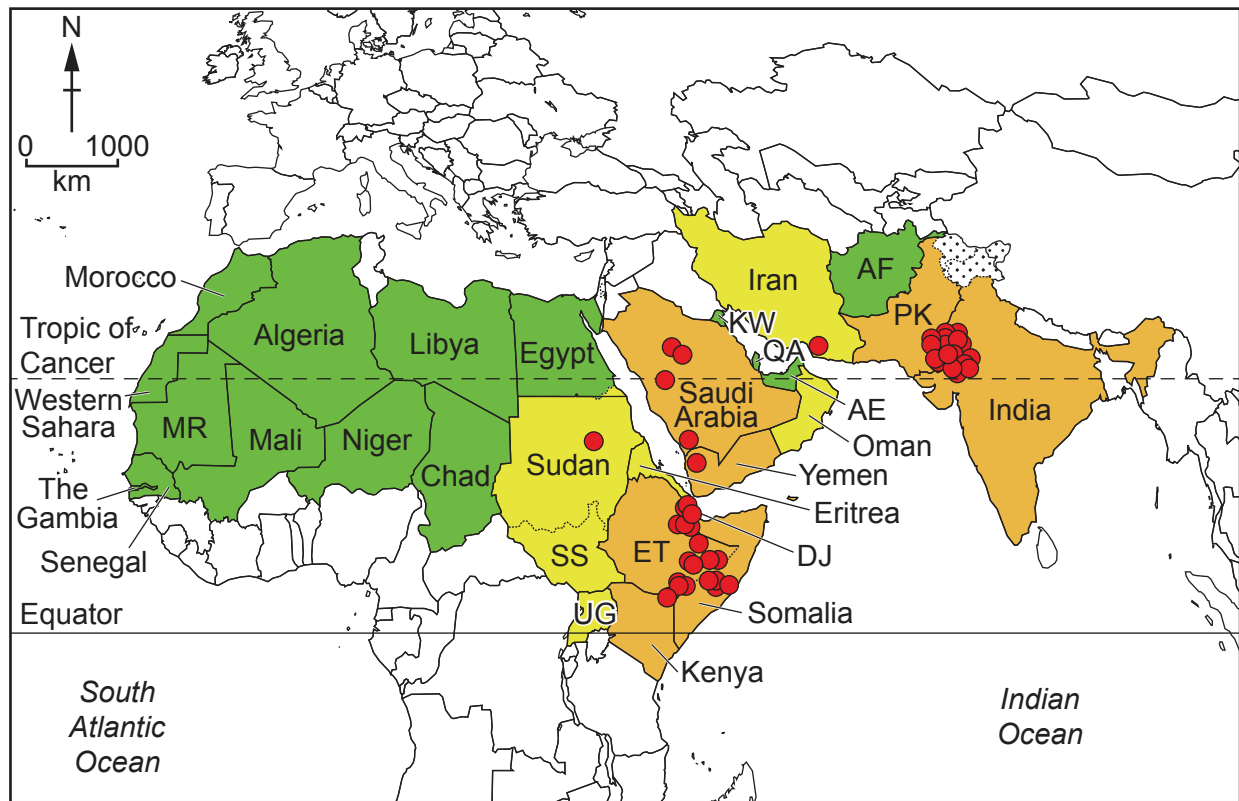 N
0 1000
km
Morocco
Tropic of
Cancer
Western
Sahara
Algeria
Libya
Egypt
MR
Mali
Niger
Chad
The
Gambia
Senegal
Sudan
SS
UG
ET
Iran
AF
PK
KW
QA
Saudi
Arabia
AE
Oman
Yemen
Eritrea
DJ
Somalia
Kenya
India
Equator
South
Atlantic
Ocean
Indian
Ocean